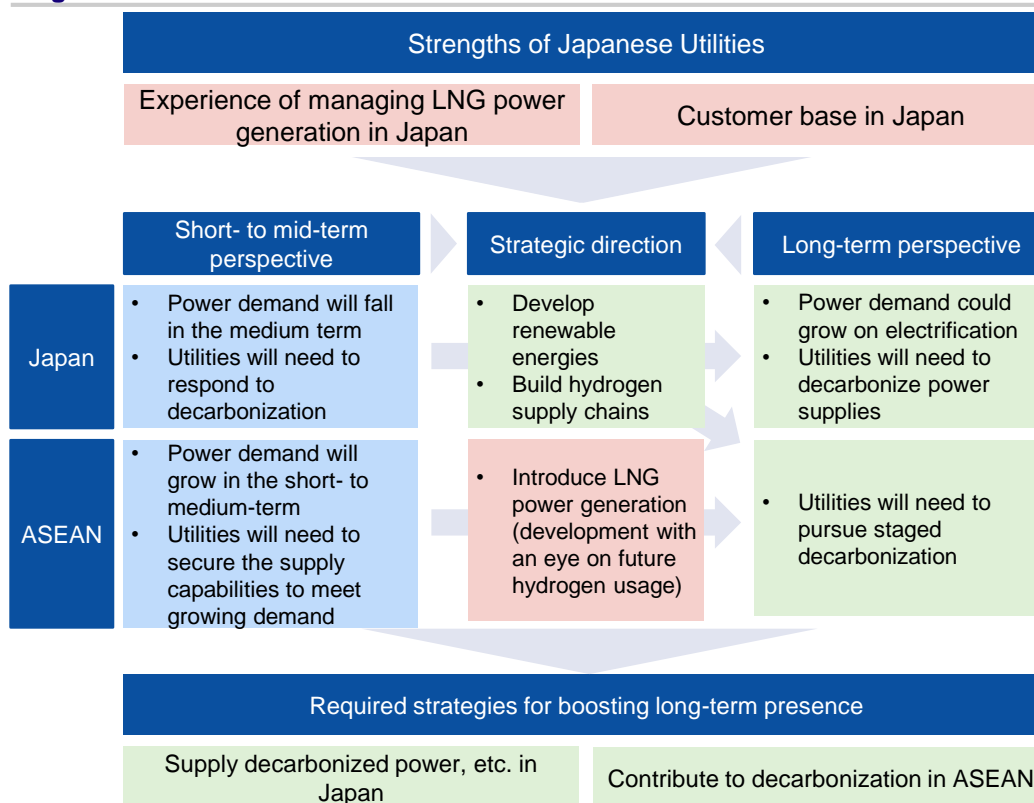 Strengths of Japanese Utilities
Experience of managing LNG power
generation in Japan
Customer base in Japan
Short- to mid-term
perspective
Strategic direction
Long-term perspective
Japan
• Power demand will fall
in the medium term
• Utilities will need to
respond to
decarbonization
• Develop
renewable
energies
• Build hydrogen
supply chains
• Power demand could
grow on electrification
• Utilities will need to
decarbonize power
supplies
ASEAN
• Power demand will
grow in the short- to
medium-term
• Utilities will need to
secure the supply
capabilities to meet
growing demand
• Introduce LNG
power generation
(development with
an eye on future
hydrogen usage)
• Utilities will need to
pursue staged
decarbonization
Required strategies for boosting long-term presence
Supply decarbonized power, etc. in
Japan
Contribute to decarbonization in ASEAN